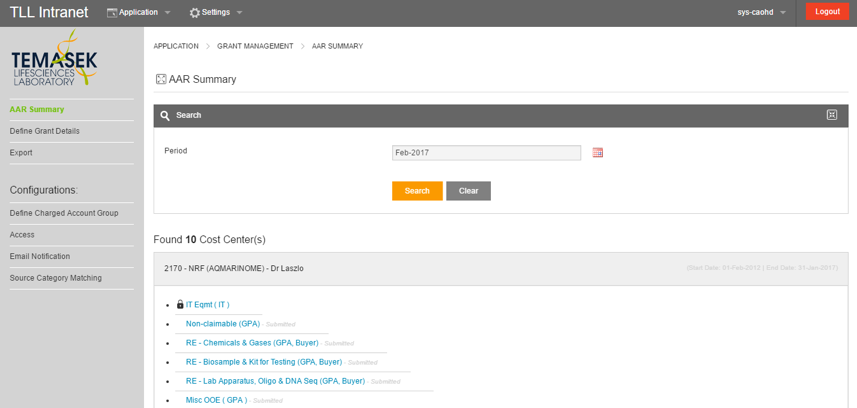 TLL Intranet Application Settings sys-caohd Logout
TEMASEK
LIFESCIENCES
LABORATORY
APPLICATION GRANT MANAGEMENT AAR SUMMARY
AAR Summary
AAR Summary
Define Grant Details
Export
Configurations:
Define Charged Account Group
Access
Email Notification
Source Category Matching
Search
Period Feb-2017
Search Clear
Found 10 Cost Center(s)
2170 - NRF (AQMARINOME) - Dr Laszlo (Start Date: 01-Feb-2012 | End Date: 31-Jan-2017)
IT Eqmt ( IT )
Non-claimable (GPA) - Submitted
RE - Chemicals & Gases (GPA, Buyer) - Submitted
RE - Biosample & Kit for Testing (GPA, Buyer) - Submitted
RE - Lab Apparatus, Oligo & DNA Seq (GPA, Buyer) - Submitted
Misc OOE ( GPA ) - Submitted